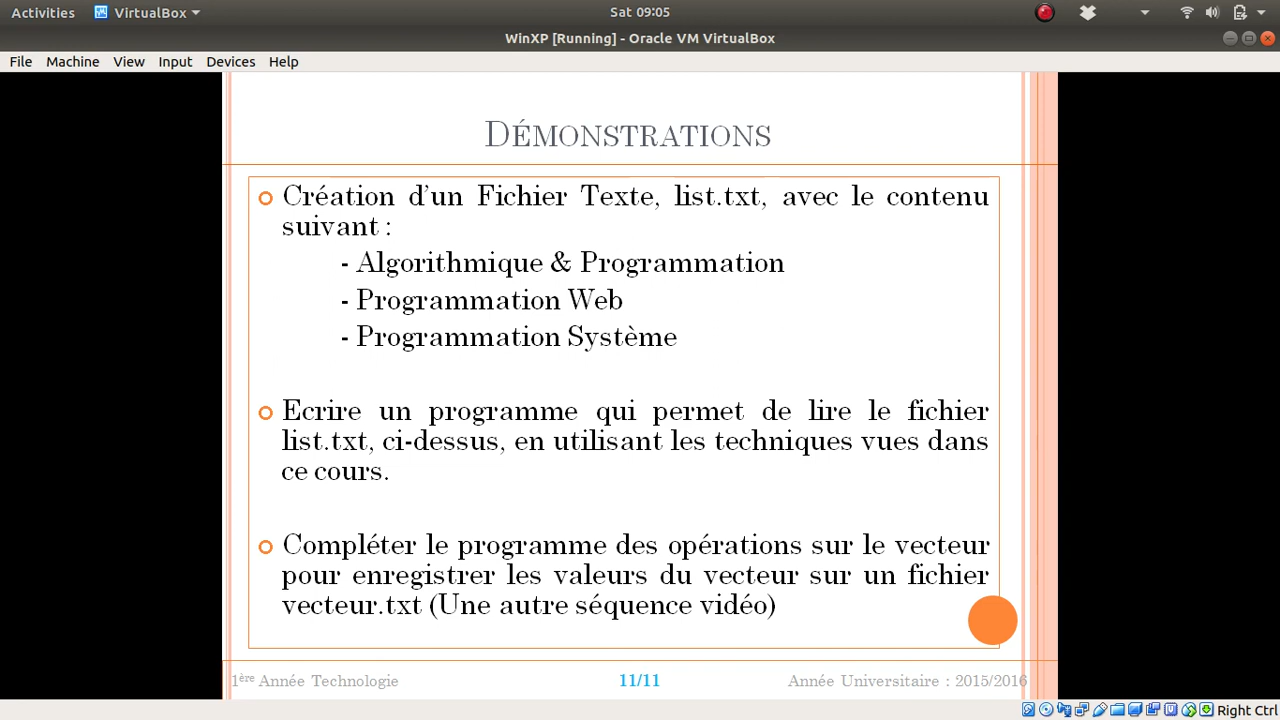 Activities VirtualBox Sat 09:05
WinXP [Running] - Oracle VM VirtualBox
File Machine View Input Devices Help
DÉMONSTRATIONS
Création d'un Fichier Texte, list.txt, avec le contenu
suivant :
- Algorithmique & Programmation
- Programmation Web
- Programmation Système
Ecrire un programme qui permet de lire le fichier
list.txt, ci-dessus, en utilisant les techniques vues dans
ce cours.
Compléter le programme des opérations sur le vecteur
pour enregistrer les valeurs du vecteur sur un fichier
vecteur.txt (Une autre séquence vidéo)
1ère Année Technologie 11/11 Année Universitaire : 2015/2016
Right Ctrl